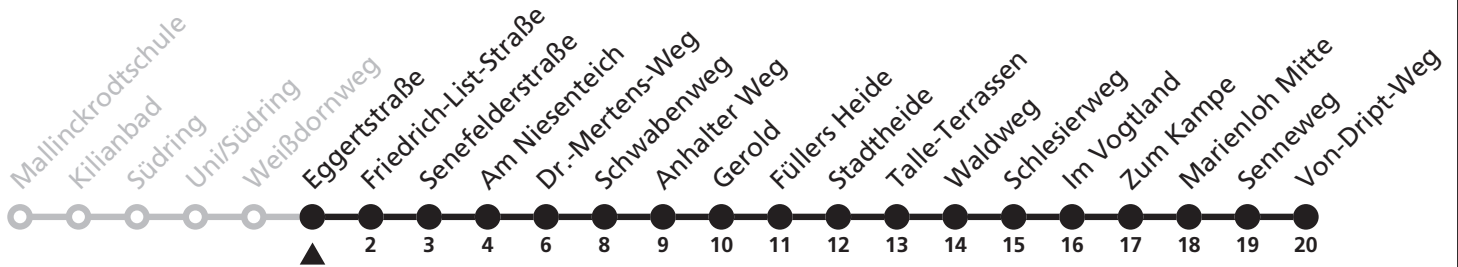 Mallinckrodtschule
Kilianbad
Südring
Uni/Südring
Weißdornweg
Eggertstraße
Friedrich-List-Straße
Senefelderstraße
Am Niesenteich
Dr.-Mertens-Weg
Schwabenweg
Anhalter Weg
Gerold
Füllers Heide
Stadtheide
Talle-Terrassen
Waldweg
Schlesierweg
Im Vogtland
Zum Kampe
Marienloh Mitte
Senneweg
Von-Dript-Weg
2 3 4 6 8 9 10 11 12 13 14 15 16 17 18 19 20